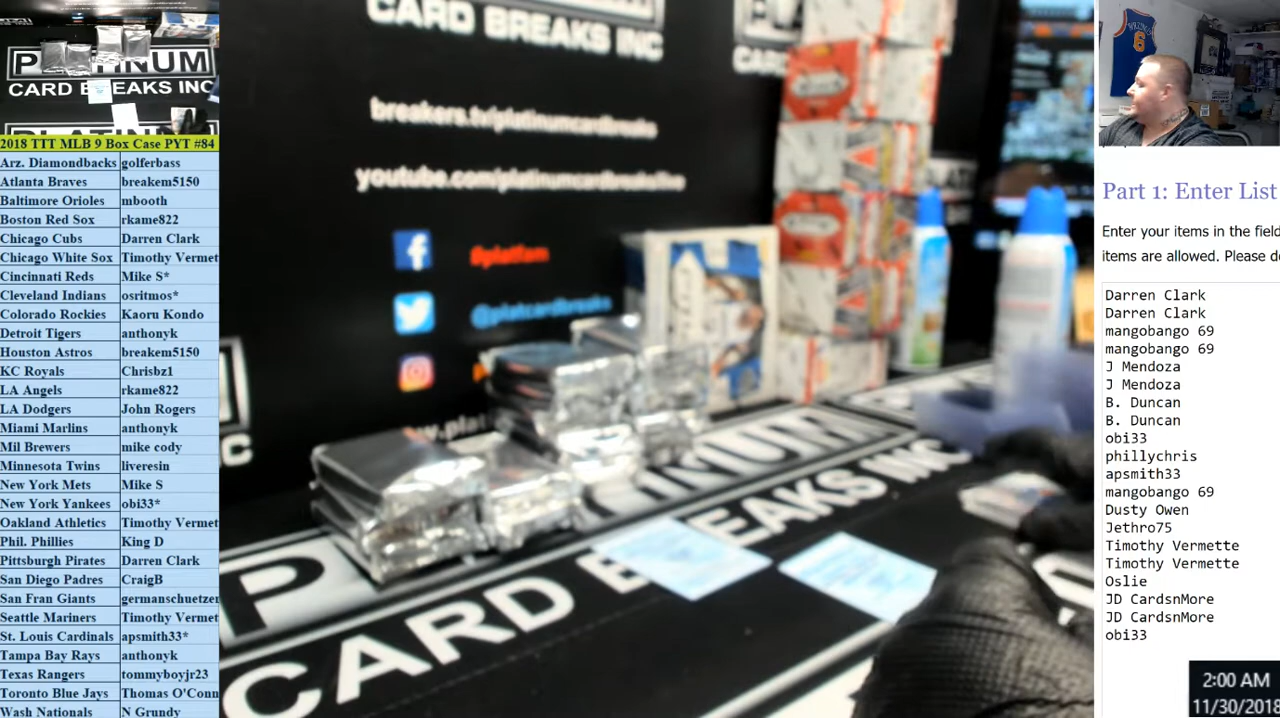 PLATINUM
CARD BREAKS INC
2018 TTT MLB 9 Box Case PYT #84
Arz. Diamondbacks golferbass
Atlanta Braves breakem5150
Baltimore Orioles mbooth
Boston Red Sox rkame822
Chicago Cubs Darren Clark
Chicago White Sox Timothy Vermet
Cincinnati Reds Mike S*
Cleveland Indians osritmos*
Colorado Rockies Kaoru Kondo
Detroit Tigers anthonyk
Houston Astros breakem5150
KC Royals Chrisbz1
LA Angels rkame822
LA Dodgers John Rogers
Miami Marlins anthonyk
Mil Brewers mike cody
Minnesota Twins liveresin
New York Mets Mike S
New York Yankees obi33*
Oakland Athletics Timothy Vermet
Phil. Phillies King D
Pittsburgh Pirates Darren Clark
San Diego Padres CraigB
San Fran Giants germanschuetzer
Seattle Mariners Timothy Vermet
St. Louis Cardinals apsmith33*
Tampa Bay Rays anthonyk
Texas Rangers tommyboyjr23
Toronto Blue Jays Thomas O'Conn
Wash Nationals N Grundy
CARD BREAKS INC
breakers.tv/platinumcardbreaks
youtube.com/platinumcardbreakslive
#platfam
@platcardbreaks
CARD BREAKS INC
6
Part 1: Enter List
Enter your items in the field
items are allowed. Please d
Darren Clark
Darren Clark
mangobango 69
mangobango 69
J Mendoza
J Mendoza
B. Duncan
B. Duncan
obi33
phillychris
apsmith33
mangobango 69
Dusty Owen
Jethro75
Timothy Vermette
Timothy Vermette
Oslie
JD CardsnMore
JD CardsnMore
obi33
2:00 AM
11/30/2018